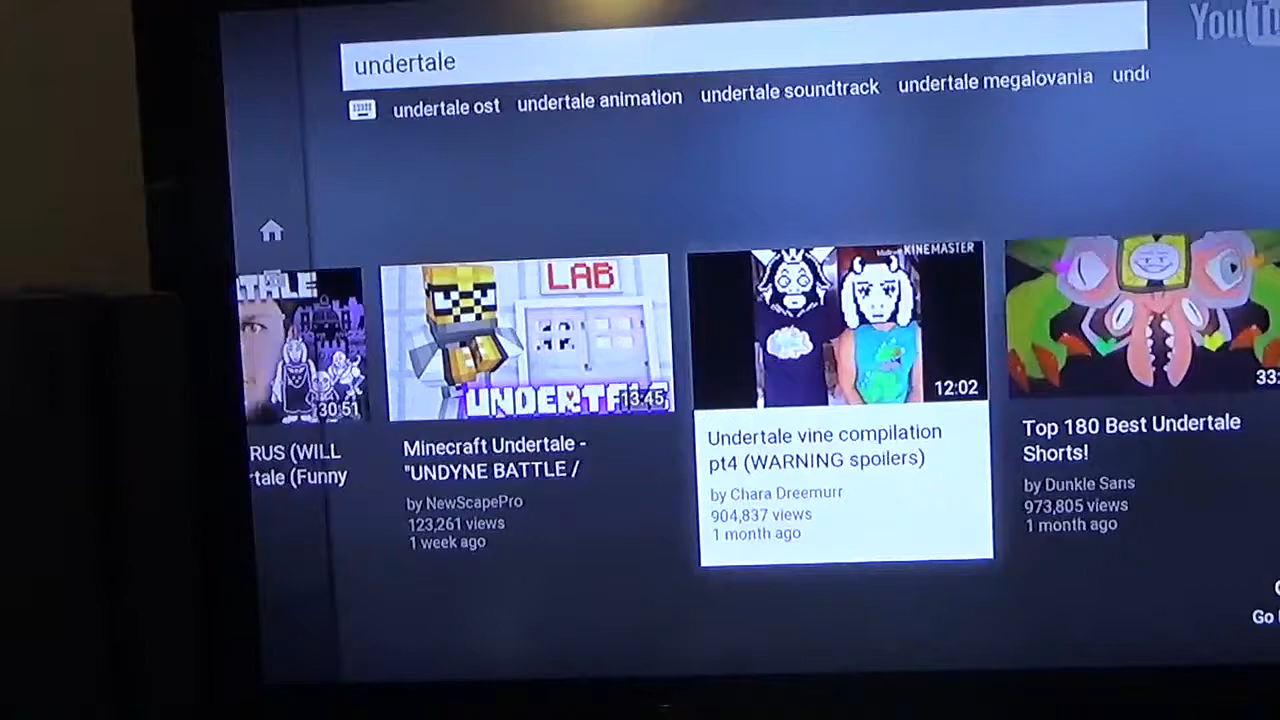 YouTu
undertale
undertale ost undertale animation undertale soundtrack undertale megalovania und
TALE
30:51
RUS (WILL
rtale (Funny
LAB
UNDERTALE
13:45
Minecraft Undertale -
"UNDYNE BATTLE /
by NewScapePro
123,261 views
1 week ago
KINEMASTER
12:02
Undertale vine compilation
pt4 (WARNING spoilers)
by Chara Dreemurr
904,837 views
1 month ago
33:
Top 180 Best Undertale
Shorts!
by Dunkle Sans
973,805 views
1 month ago
Go